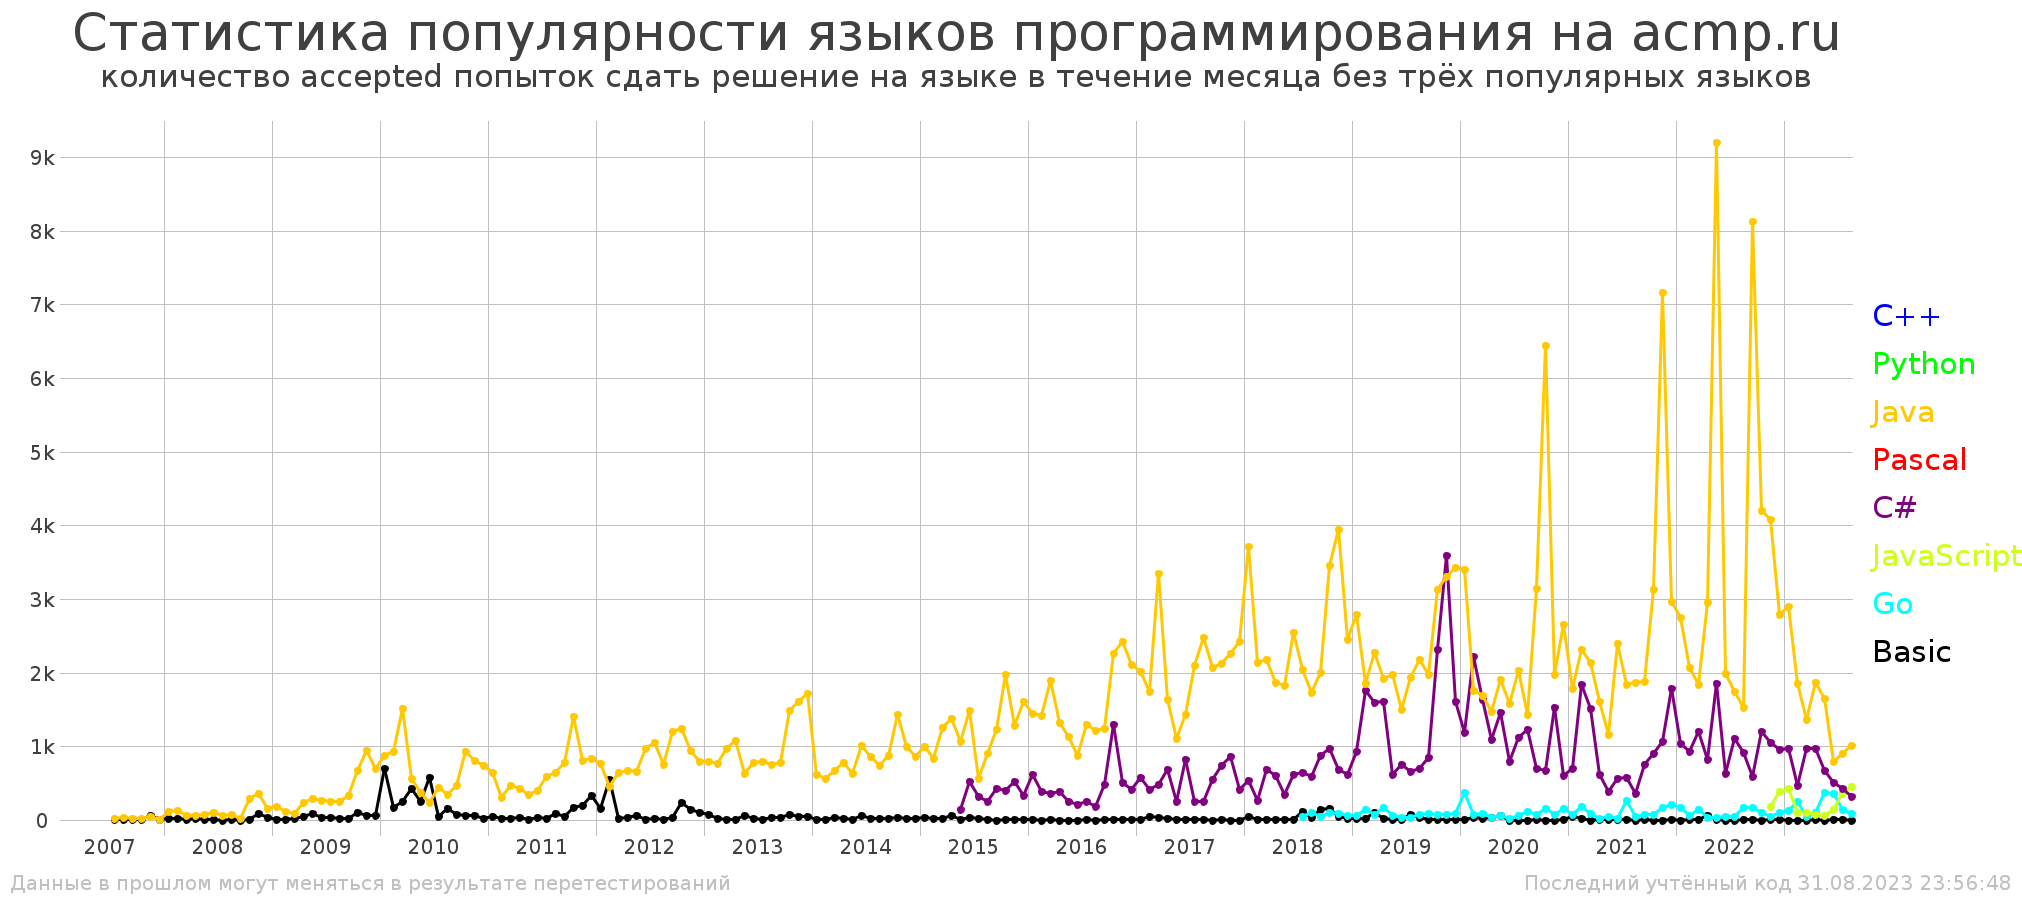 Статистика популярности языков программирования на acmp.ru
количество accepted попыток сдать решение на языке в течение месяца без трёх популярных языков
9k
8k
7k
6k
5k
4k
3k
2k
1k
0
2007 2008 2009 2010 2011 2012 2013 2014 2015 2016 2017 2018 2019 2020 2021 2022
C++
Python
Java
Pascal
C#
JavaScript
Go
Basic
Данные в прошлом могут меняться в результате перетестирований
Последний учтённый код 31.08.2023 23:56:48